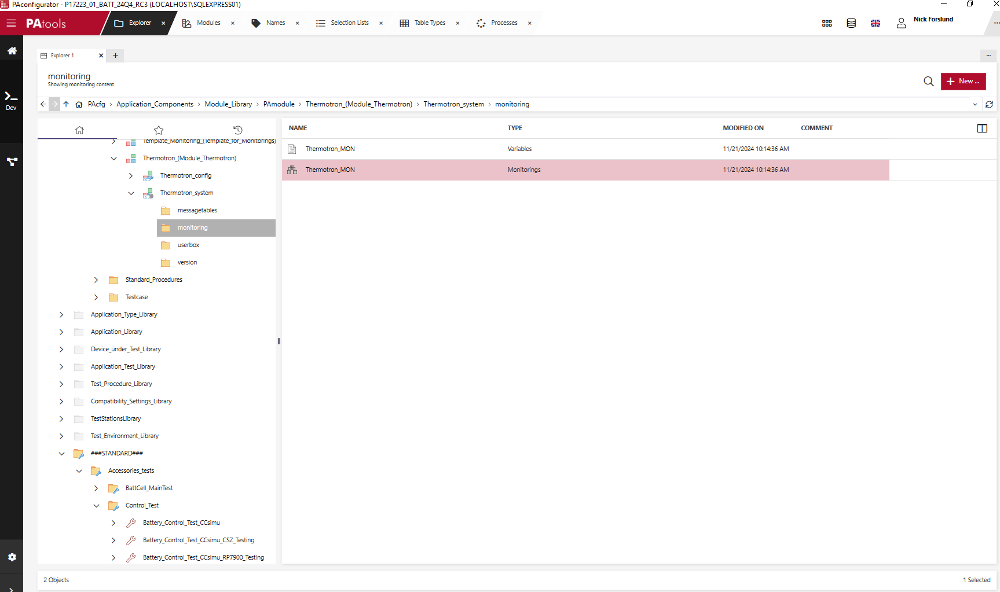 PAconfigurator - P17223_01_BATT_24Q4_RC3 (LOCALHOST\SQLEXPRESS01)
PAtools
Explorer
Modules
Names
Selection Lists
Table Types
Processes
Nick Forslund
Dev
Explorer 1
monitoring
Showing monitoring content
New ...
PAcfg > Application_Components > Module_Library > PAmodule > Thermotron_(Module_Thermotron) > Thermotron_system > monitoring
Template_Monitoring_(Template_for_Monitorings)
Thermotron_(Module_Thermotron)
Thermotron_config
Thermotron_system
messagetables
monitoring
userbox
version
Standard_Procedures
Testcase
Application_Type_Library
Application_Library
Device_under_Test_Library
Application_Test_Library
Test_Procedure_Library
Compatibility_Settings_Library
TestStationsLibrary
Test_Environment_Library
###STANDARD###
Accessories_tests
BattCell_MainTest
Control_Test
Battery_Control_Test_CCsimu
Battery_Control_Test_CCsimu_CSZ_Testing
Battery_Control_Test_CCsimu_RP7900_Testing
NAME TYPE MODIFIED ON COMMENT
Thermotron_MON Variables 11/21/2024 10:14:36 AM
Thermotron_MON Monitorings 11/21/2024 10:14:36 AM
2 Objects
1 Selected